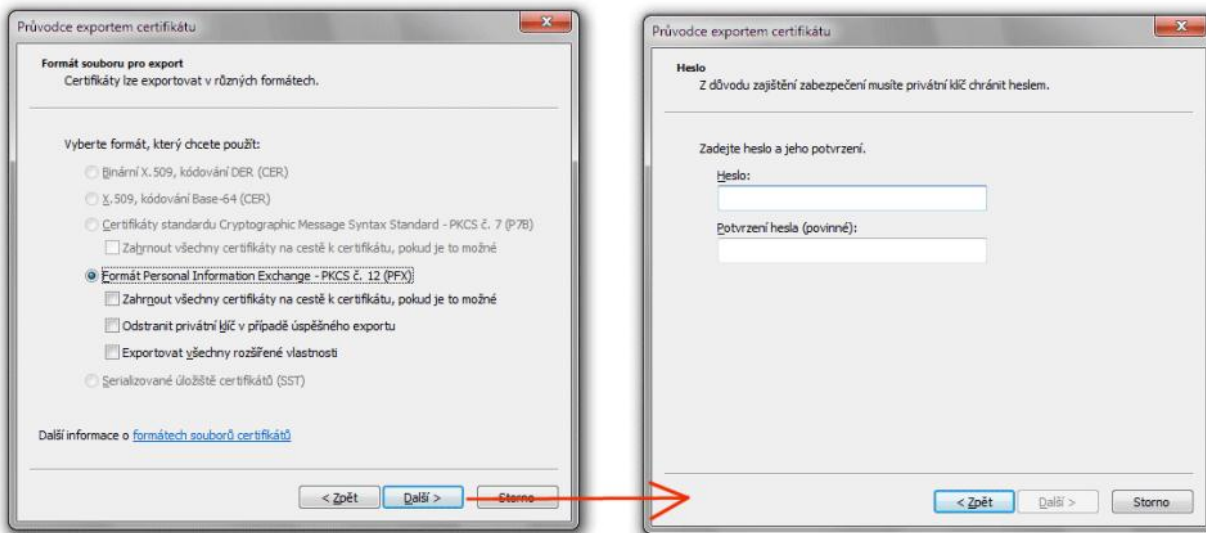 Průvodce exportem certifikátu
Formát souboru pro export
Certifikáty lze exportovat v různých formátech.
Vyberte formát, který chcete použít:
Binární X.509, kódování DER (CER)
X.509, kódování Base-64 (CER)
Certifikáty standardu Cryptographic Message Syntax Standard - PKCS č. 7 (P7B)
Zahrnout všechny certifikáty na cestě k certifikátu, pokud je to možné
Formát Personal Information Exchange - PKCS č. 12 (PFX)
Zahrnout všechny certifikáty na cestě k certifikátu, pokud je to možné
Odstranit privátní klíč v případě úspěšného exportu
Exportovat všechny rozšířené vlastnosti
Serializované úložiště certifikátů (SST)
Další informace o formátech souborů certifikátů
< Zpět Další > Storno
Průvodce exportem certifikátu
Heslo
Z důvodu zajištění zabezpečení musíte privátní klíč chránit heslem.
Zadejte heslo a jeho potvrzení.
Heslo:
Potvrzení hesla (povinné):
< Zpět Další > Storno